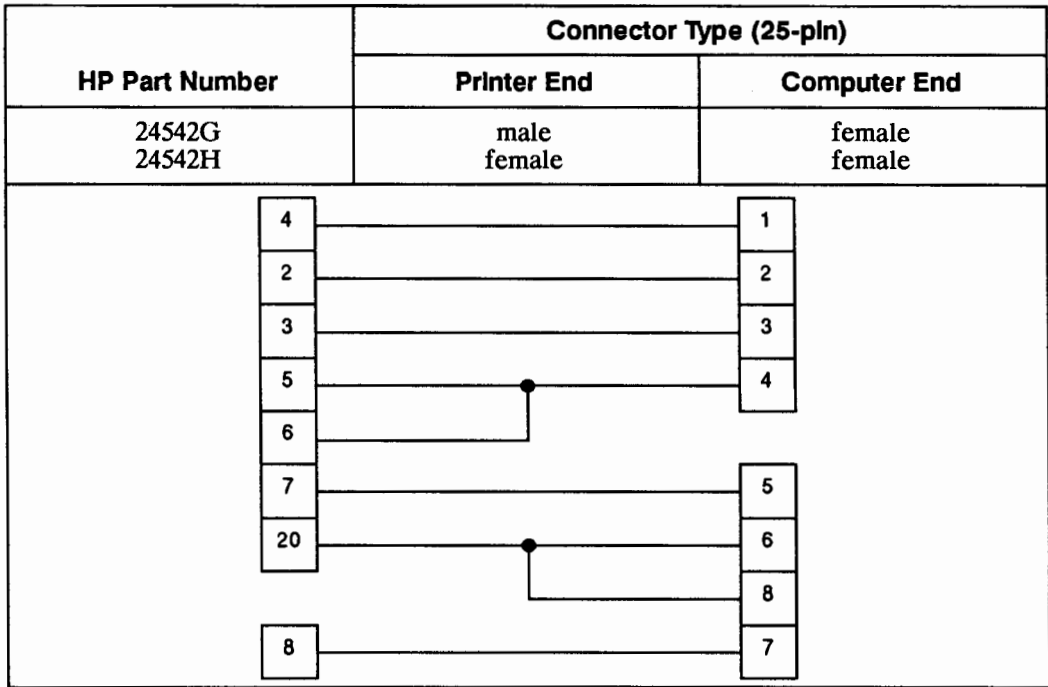 HP Part Number
Connector Type (25-pin)
Printer End
Computer End
24542G male female
24542H female female
4 1
2 2
3 3
5 4
6
7 5
20 6
8
8 7